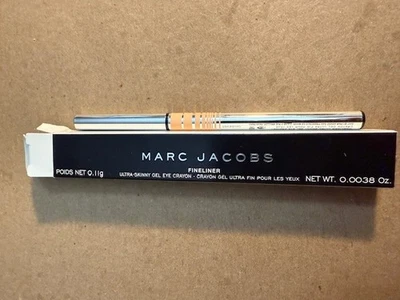 MARC JACOBS
FINELINER
POIDS NET 0.11g ULTRA-SKINNY GEL EYE CRAYON - CRAYON GEL ULTRA FIN POUR LES YEUX NET WT. 0.0038 Oz.